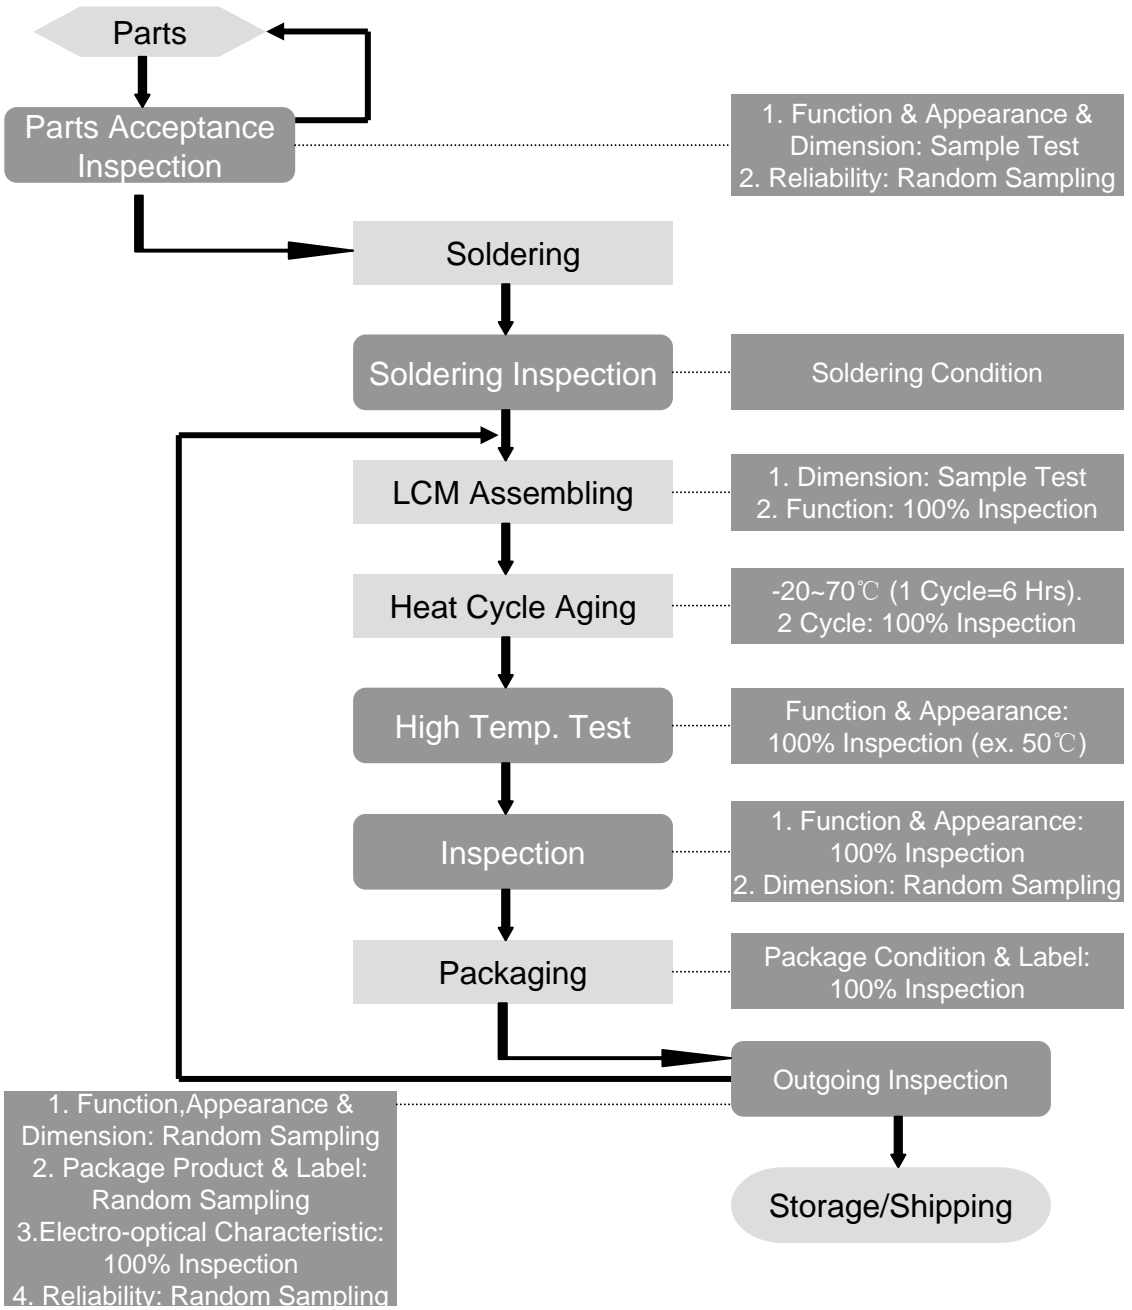 Parts
Parts Acceptance
Inspection
1. Function & Appearance &
Dimension: Sample Test
2. Reliability: Random Sampling
Soldering
Soldering Inspection
Soldering Condition
LCM Assembling
1. Dimension: Sample Test
2. Function: 100% Inspection
Heat Cycle Aging
-20~70℃ (1 Cycle=6 Hrs).
2 Cycle: 100% Inspection
High Temp. Test
Function & Appearance:
100% Inspection (ex. 50℃)
Inspection
1. Function & Appearance:
100% Inspection
2. Dimension: Random Sampling
Packaging
Package Condition & Label:
100% Inspection
Outgoing Inspection
1. Function,Appearance &
Dimension: Random Sampling
2. Package Product & Label:
Random Sampling
3.Electro-optical Characteristic:
100% Inspection
4. Reliability: Random Sampling
Storage/Shipping